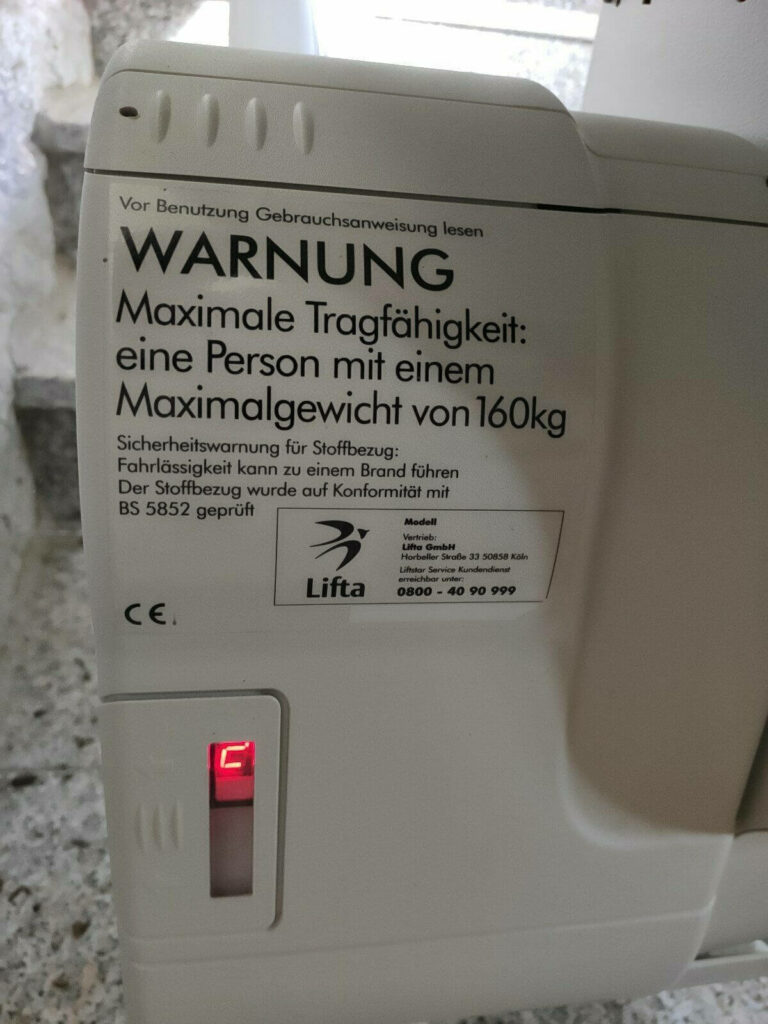 Vor Benutzung Gebrauchsanweisung lesen
WARNUNG
Maximale Tragfähigkeit:
eine Person mit einem
Maximalgewicht von 160kg
Sicherheitswarnung für Stoffbezug:
Fahrlässigkeit kann zu einem Brand führen
Der Stoffbezug wurde auf Konformität mit
BS 5852 geprüft
Modell
Vertrieb:
Lifta GmbH
Horbeller Straße 33 50858 Köln
Liftstar Service Kundendienst
erreichbar unter:
0800 - 40 90 999
Lifta
CE
C